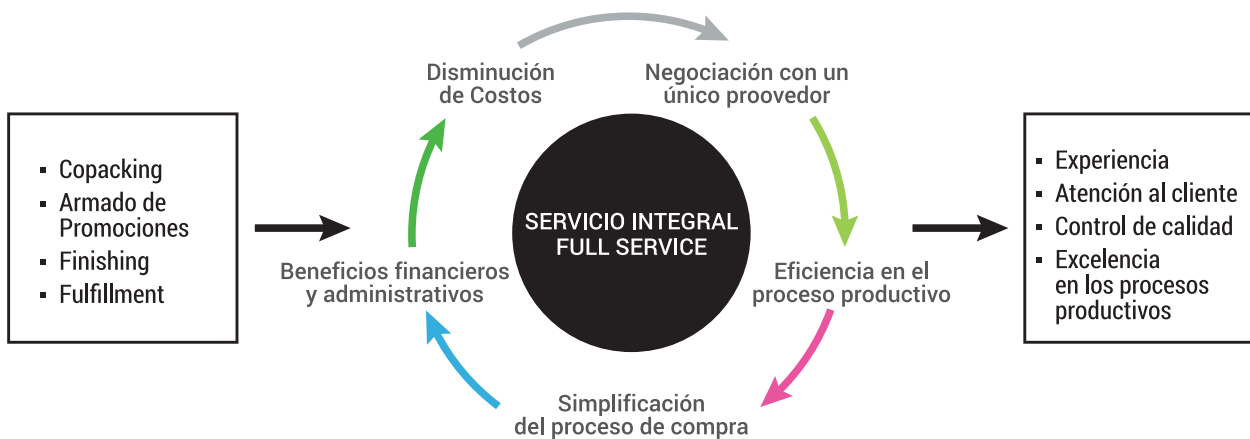 ▪ Copacking
▪ Armado de
Promociones
▪ Finishing
▪ Fulfillment
Disminución
de Costos
Negociación con un
único proovedor
SERVICIO INTEGRAL
FULL SERVICE
Beneficios financieros
y administrativos
Eficiencia en el
proceso productivo
Simplificación
del proceso de compra
▪ Experiencia
▪ Atención al cliente
▪ Control de calidad
▪ Excelencia
en los procesos
productivos